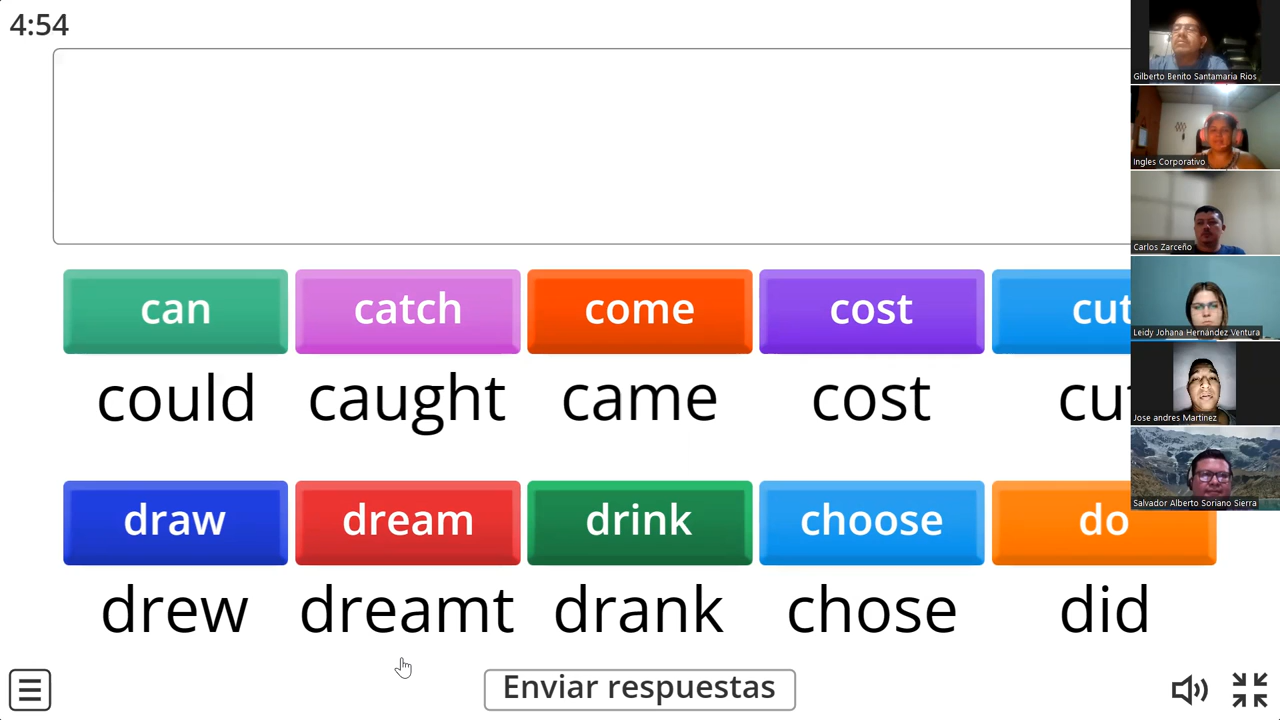 4:54
Gilberto Benito Santamaria Rios
Ingles Corporativo
Carlos Zarceño
Leidy Johana Hernández Ventura
Jose andres Martinez
Salvador Alberto Soriano Sierra
can catch come cost cut
could caught came cost cut
draw dream drink choose do
drew dreamt drank chose did
Enviar respuestas